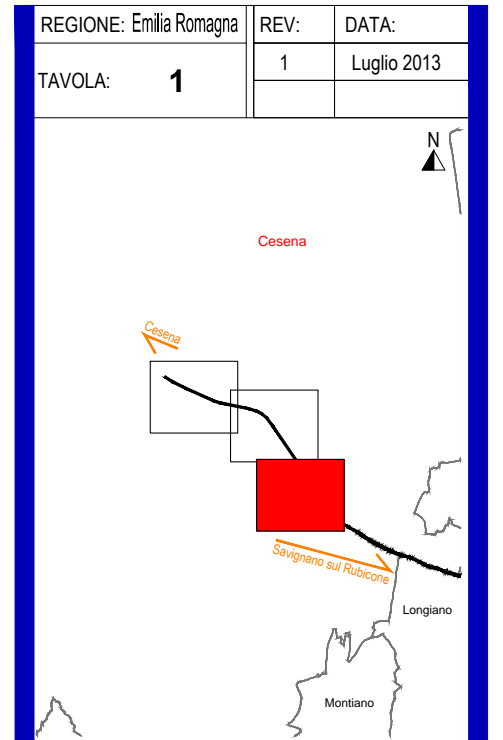 REGIONE: Emilia Romagna
REV:
DATA:
TAVOLA: 1
1
Luglio 2013
N
Cesena
Cesena
Savignano sul Rubicone
Longiano
Montiano